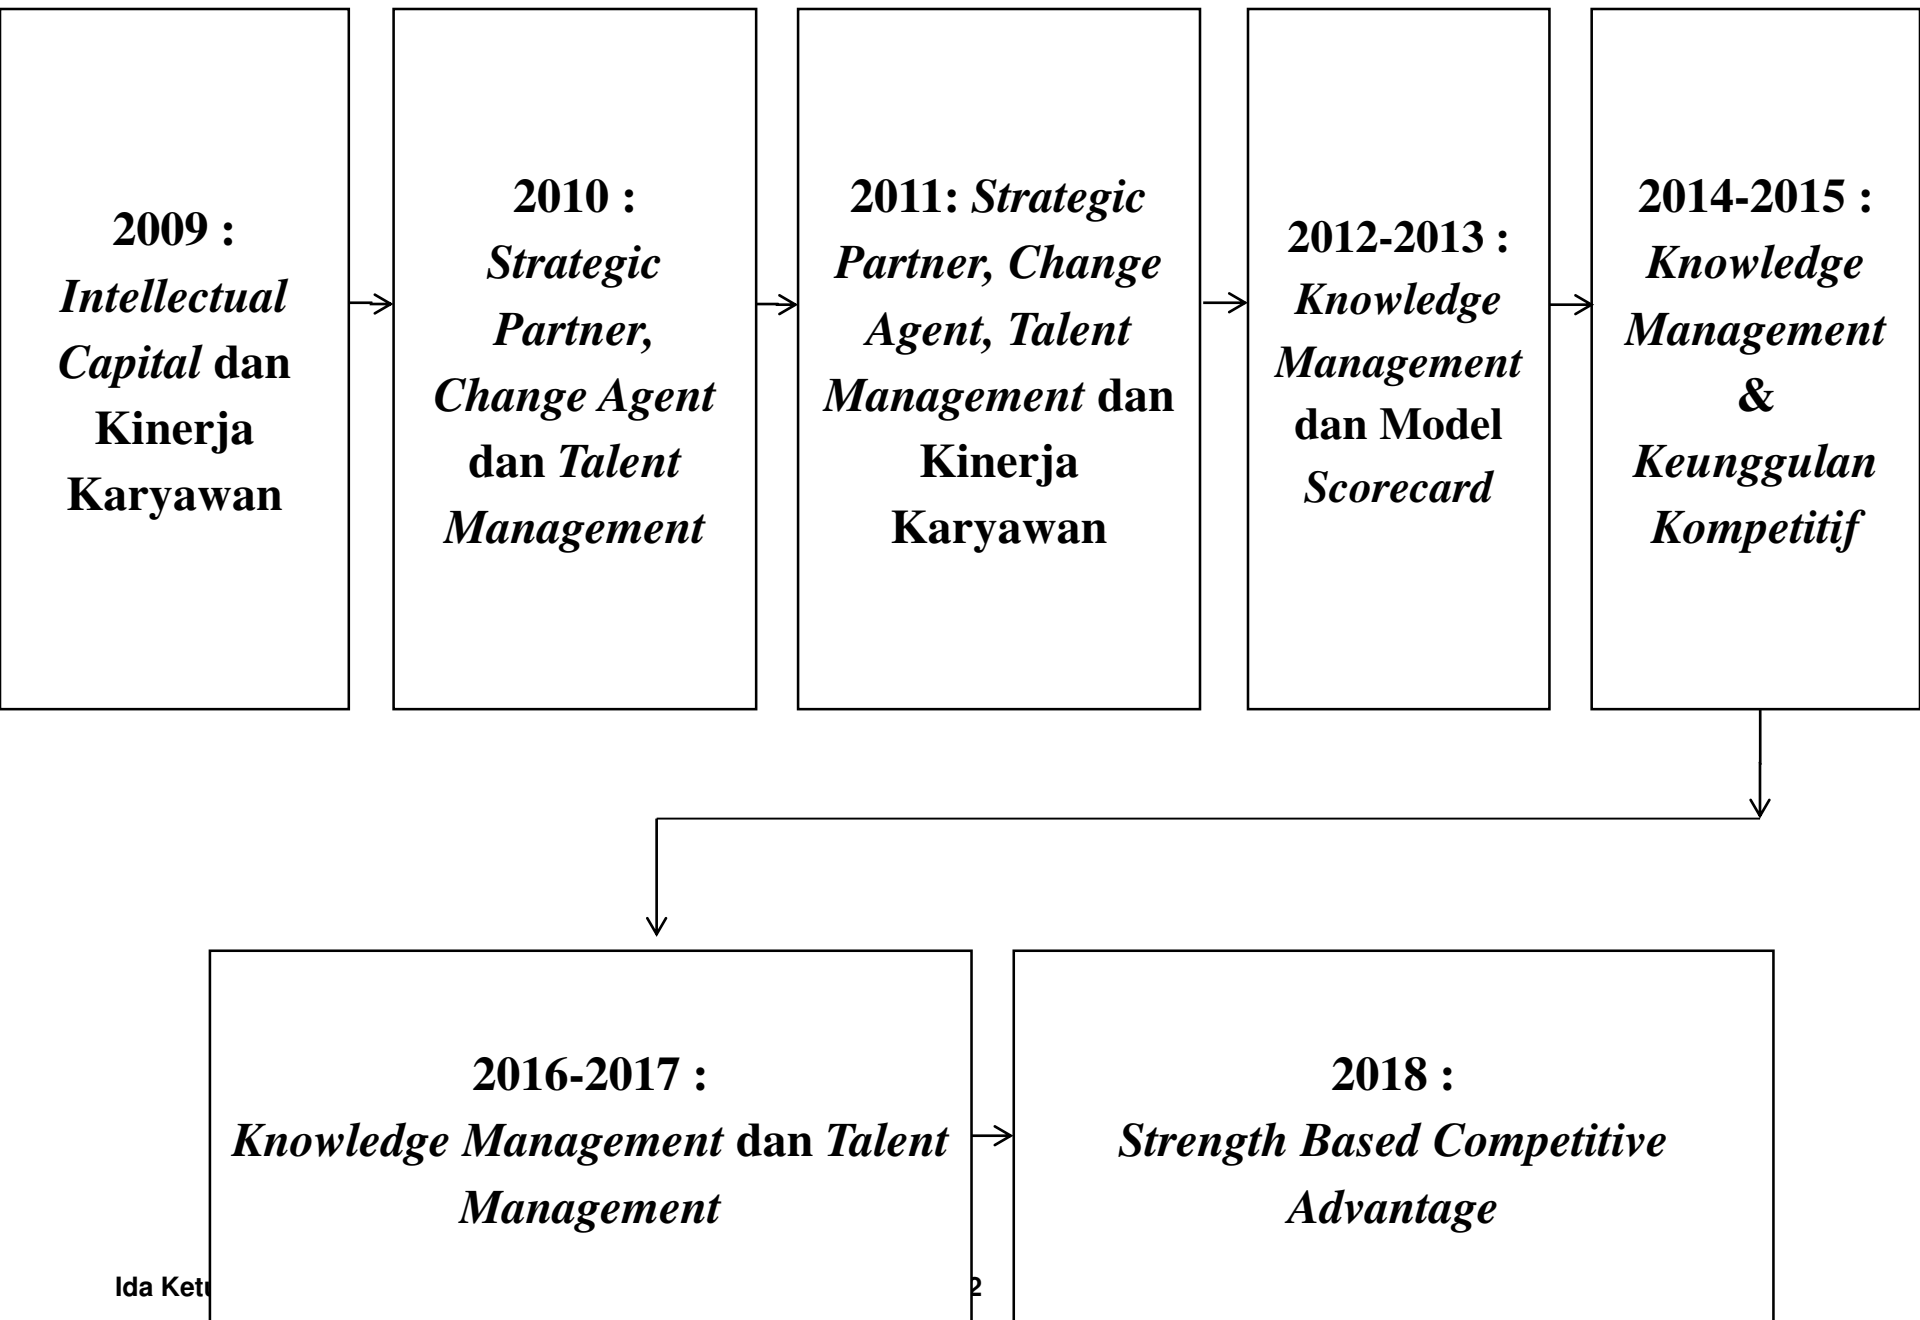 2009 :
Intellectual
Capital dan
Kinerja
Karyawan
2010 :
Strategic
Partner,
Change Agent
dan Talent
Management
2011: Strategic
Partner, Change
Agent, Talent
Management dan
Kinerja
Karyawan
2012-2013 :
Knowledge
Management
dan Model
Scorecard
2014-2015 :
Knowledge
Management
&
Keunggulan
Kompetitif
2016-2017 :
Knowledge Management dan Talent
Management
2018 :
Strength Based Competitive
Advantage
Ida